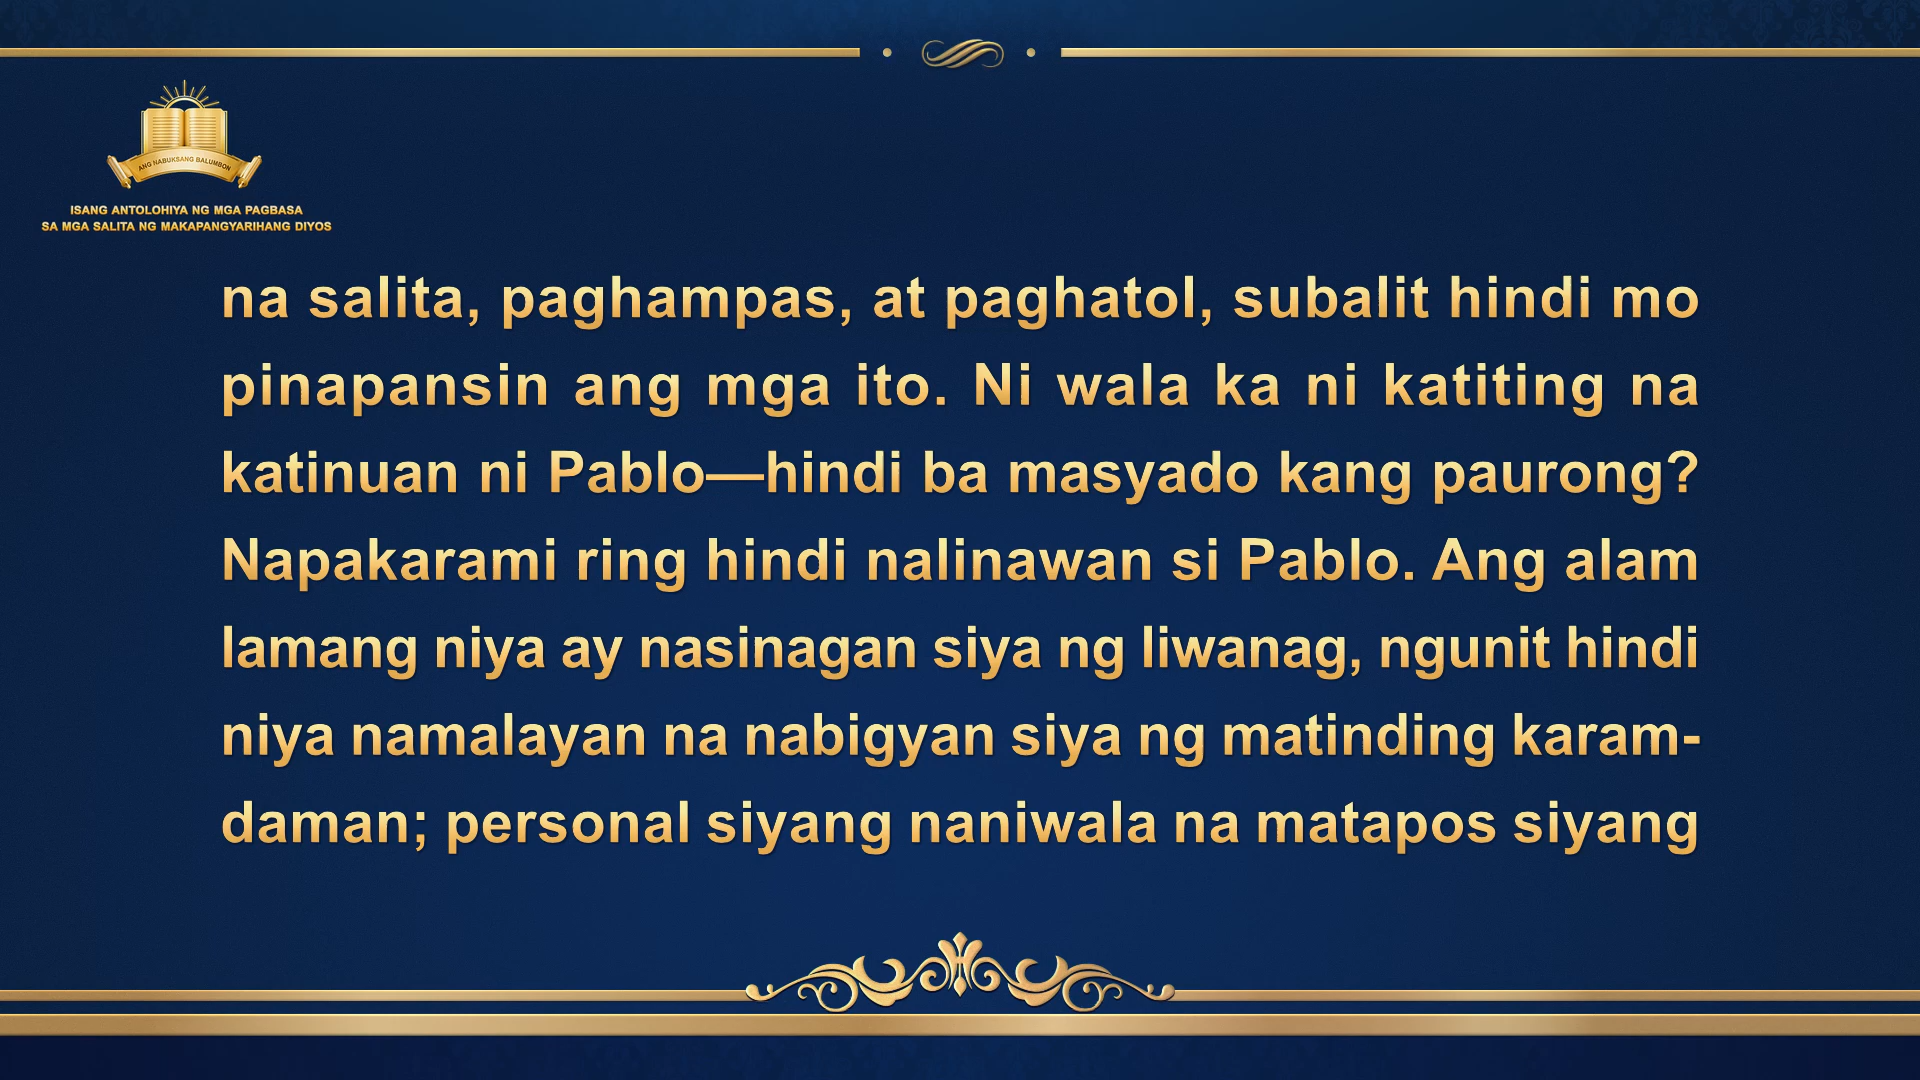 ANG NABUKSANG BALUMBON
ISANG ANTOLOHIYA NG MGA PAGBASA
SA MGA SALITA NG MAKAPANGYARIHANG DIYOS
na salita, paghampas, at paghatol, subalit hindi mo
pinapansin ang mga ito. Ni wala ka ni katiting na
katinuan ni Pablo—hindi ba masyado kang paurong?
Napakarami ring hindi nalinawan si Pablo. Ang alam
lamang niya ay nasinagan siya ng liwanag, ngunit hindi
niya namalayan na nabigyan siya ng matinding karam-
daman; personal siyang naniwala na matapos siyang